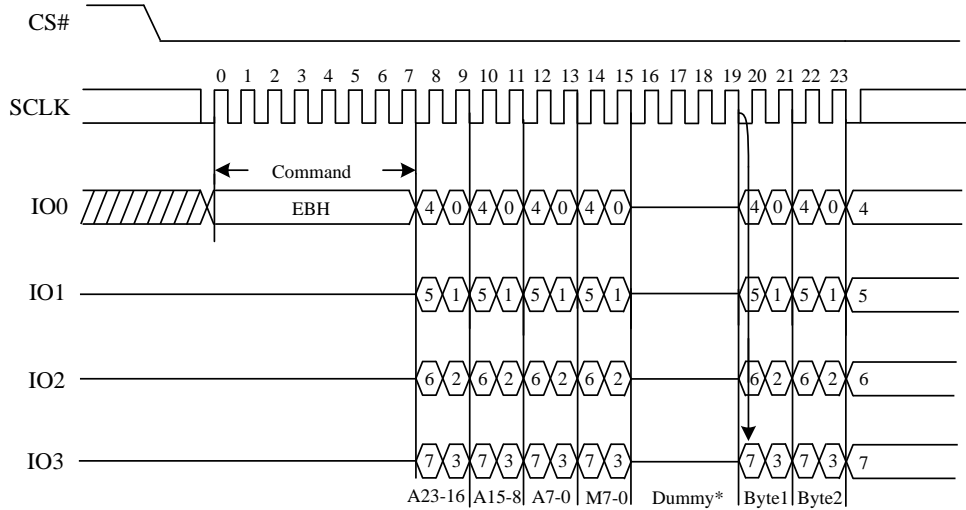 CS#
0 1 2 3 4 5 6 7 8 9 10 11 12 13 14 15 16 17 18 19 20 21 22 23
SCLK
Command
IO0 EBH 4 0 4 0 4 0 4 0 4 0 4 0 4
IO1 5 1 5 1 5 1 5 1 5 1 5 1 5
IO2 6 2 6 2 6 2 6 2 6 2 6 2 6
IO3 7 3 7 3 7 3 7 3 7 3 7 3 7
A23-16 A15-8 A7-0 M7-0 Dummy* Byte1 Byte2